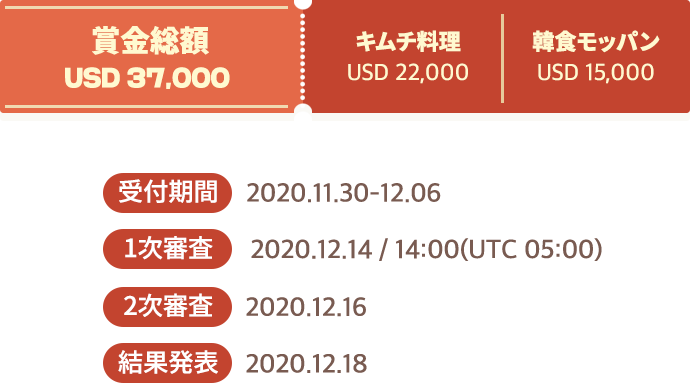 賞金総額
USD 37,000
キムチ料理
USD 22,000
韓食モッパン
USD 15,000
受付期間 2020.11.30-12.06
1次審査 2020.12.14 / 14:00(UTC 05:00)
2次審査 2020.12.16
結果発表 2020.12.18